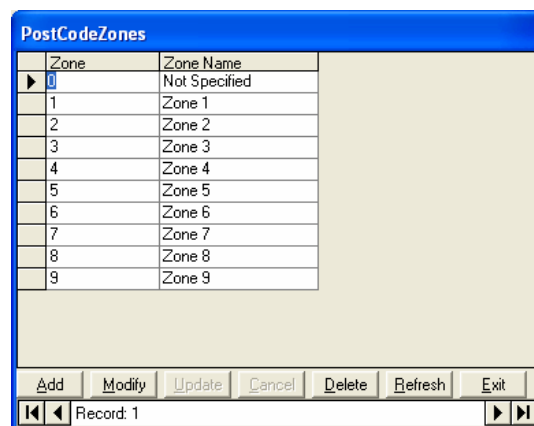 PostCodeZones
Zone Zone Name
0 Not Specified
1 Zone 1
2 Zone 2
3 Zone 3
4 Zone 4
5 Zone 5
6 Zone 6
7 Zone 7
8 Zone 8
9 Zone 9
Add Modify Update Cancel Delete Refresh Exit
Record: 1